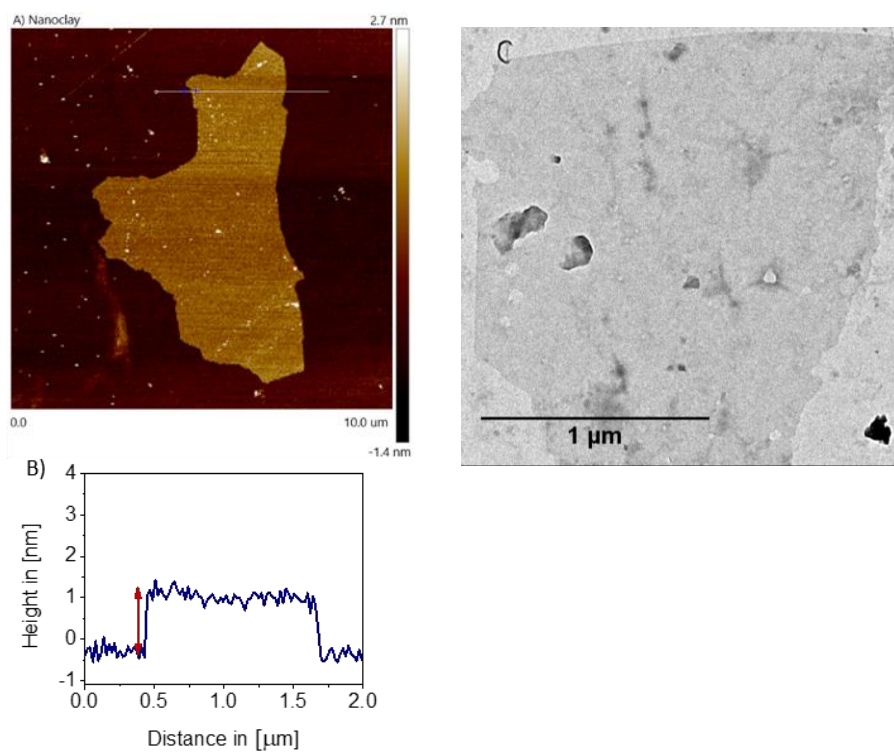 A) Nanoclay 2.7 nm
C
0.0 10.0 um
-1.4 nm
1 µm
B)
4
3
2
1
0
-1
Height in [nm]
0.0 0.5 1.0 1.5 2.0
Distance in [µm]